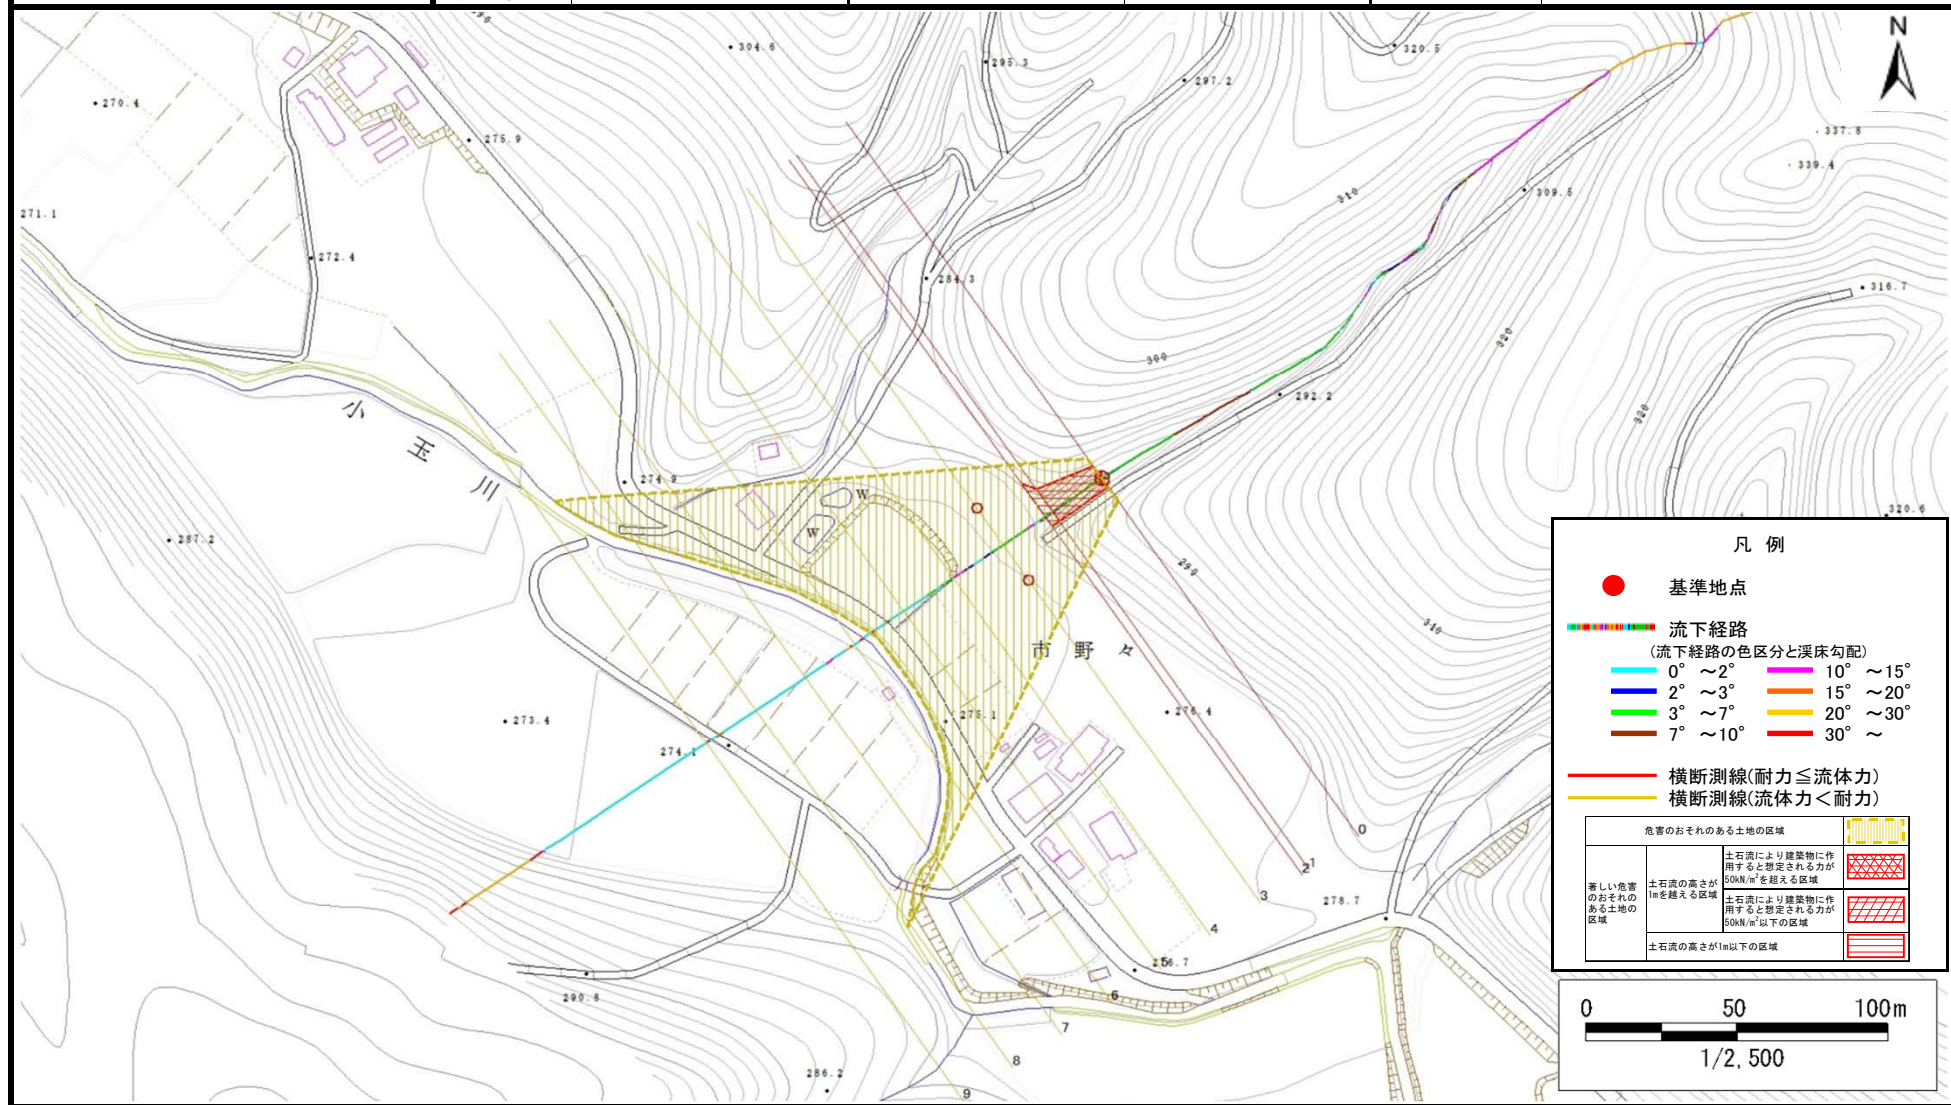 290
304.6
295.3
297.2
320.5
N
270.4
275.9
337.8
339.4
271.1
272.4
310
309.5
284.3
316.7
300
320
292.2
320
小玉川
274.9
W
W
287.2
320.6
290
310
市野々
273.4
274.1
275.1
276.4
0
1
2
3
4
5
278.7
276.7
6
7
8
9
290.8
286.2
凡 例
基準地点
流下経路
(流下経路の色区分と渓床勾配)
0° ～2° 10° ～15°
2° ～3° 15° ～20°
3° ～7° 20° ～30°
7° ～10° 30° ～
横断測線(耐力≦流体力)
横断測線(流体力＜耐力)
危害のおそれのある土地の区域
著しい危害
のおそれの
ある土地の
区域
土石流の高さが
1mを越える区域
土石流により建築物に作
用すると想定される力が
50kN/m²を超える区域
土石流により建築物に作
用すると想定される力が
50kN/m²以下の区域
土石流の高さが1m以下の区域
0 50 100m
1/2,500